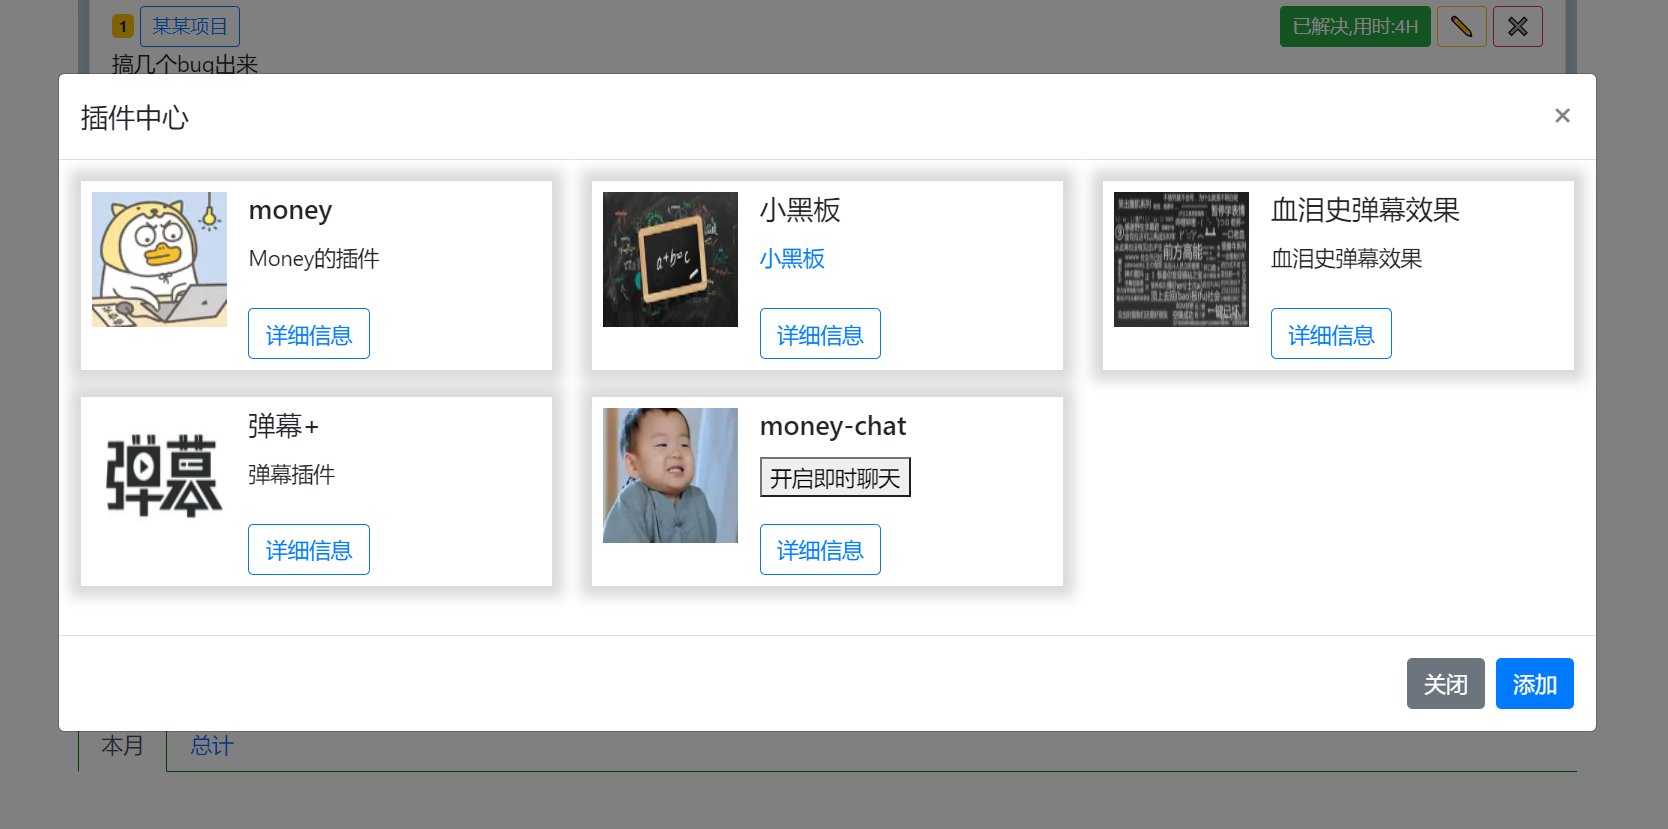 1 某某项目 已解决,用时:4H
搞几个bug出来
插件中心 ×
money
Money的插件
详细信息
a+b=c
小黑板
小黑板
详细信息
前方高能
血泪史弹幕效果
血泪史弹幕效果
详细信息
弹幕
弹幕+
弹幕插件
详细信息
money-chat
开启即时聊天
详细信息
关闭 添加
本月 总计